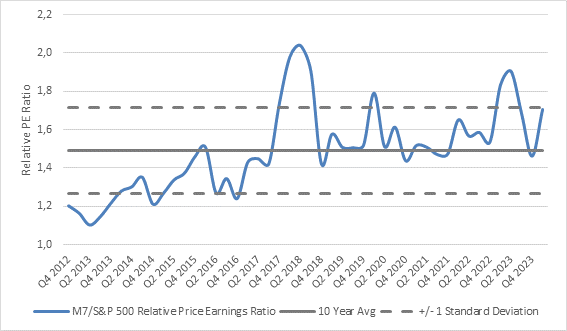 2,2
2,0
1,8
1,6
1,4
1,2
1,0
Relative PE Ratio
Q4 2012
Q2 2013
Q4 2013
Q2 2014
Q4 2014
Q2 2015
Q4 2015
Q2 2016
Q4 2016
Q2 2017
Q4 2017
Q2 2018
Q4 2018
Q2 2019
Q4 2019
Q2 2020
Q4 2020
Q2 2021
Q4 2021
Q2 2022
Q4 2022
Q2 2023
Q4 2023
M7/S&P 500 Relative Price Earnings Ratio 10 Year Avg +/- 1 Standard Deviation